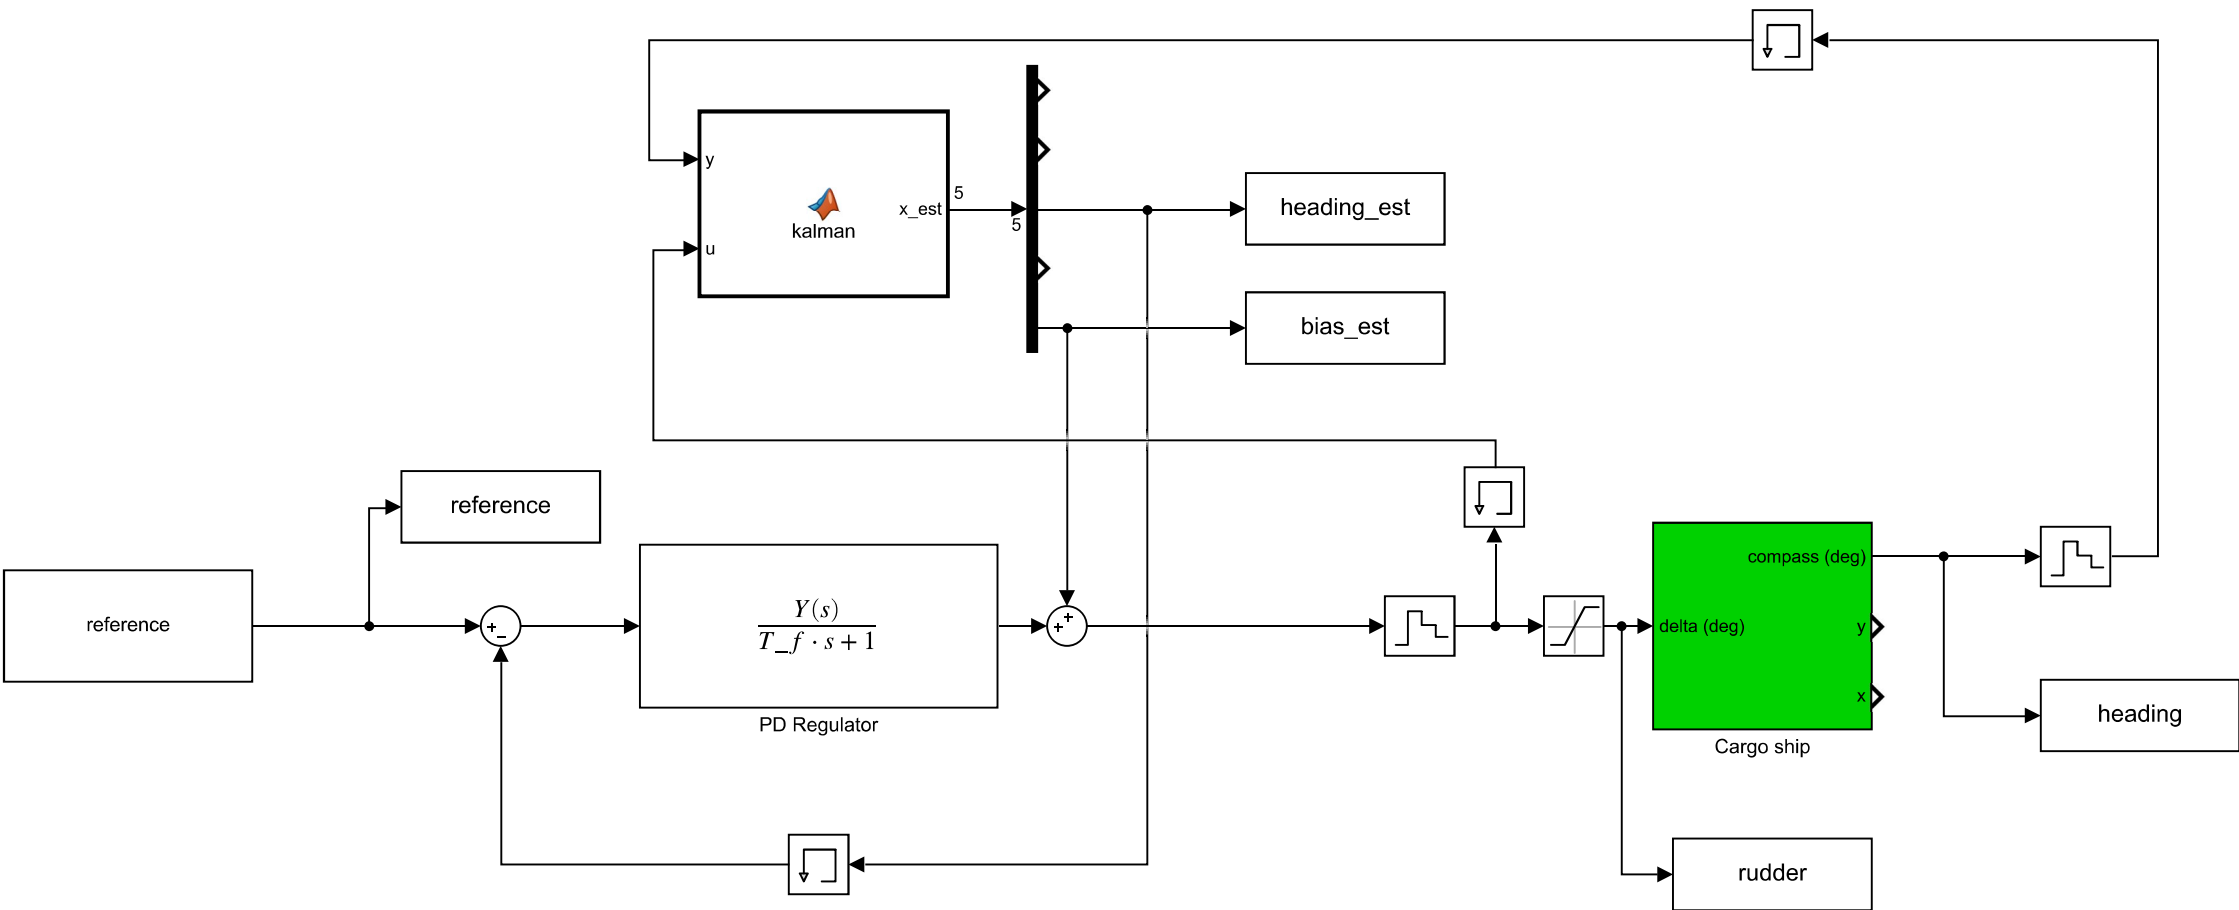 y
kalman
u
x_est
5
5
heading_est
bias_est
reference
reference
+
−
Y(s)
T_f · s + 1
PD Regulator
+
+
compass (deg)
delta (deg)
y
x
Cargo ship
heading
rudder